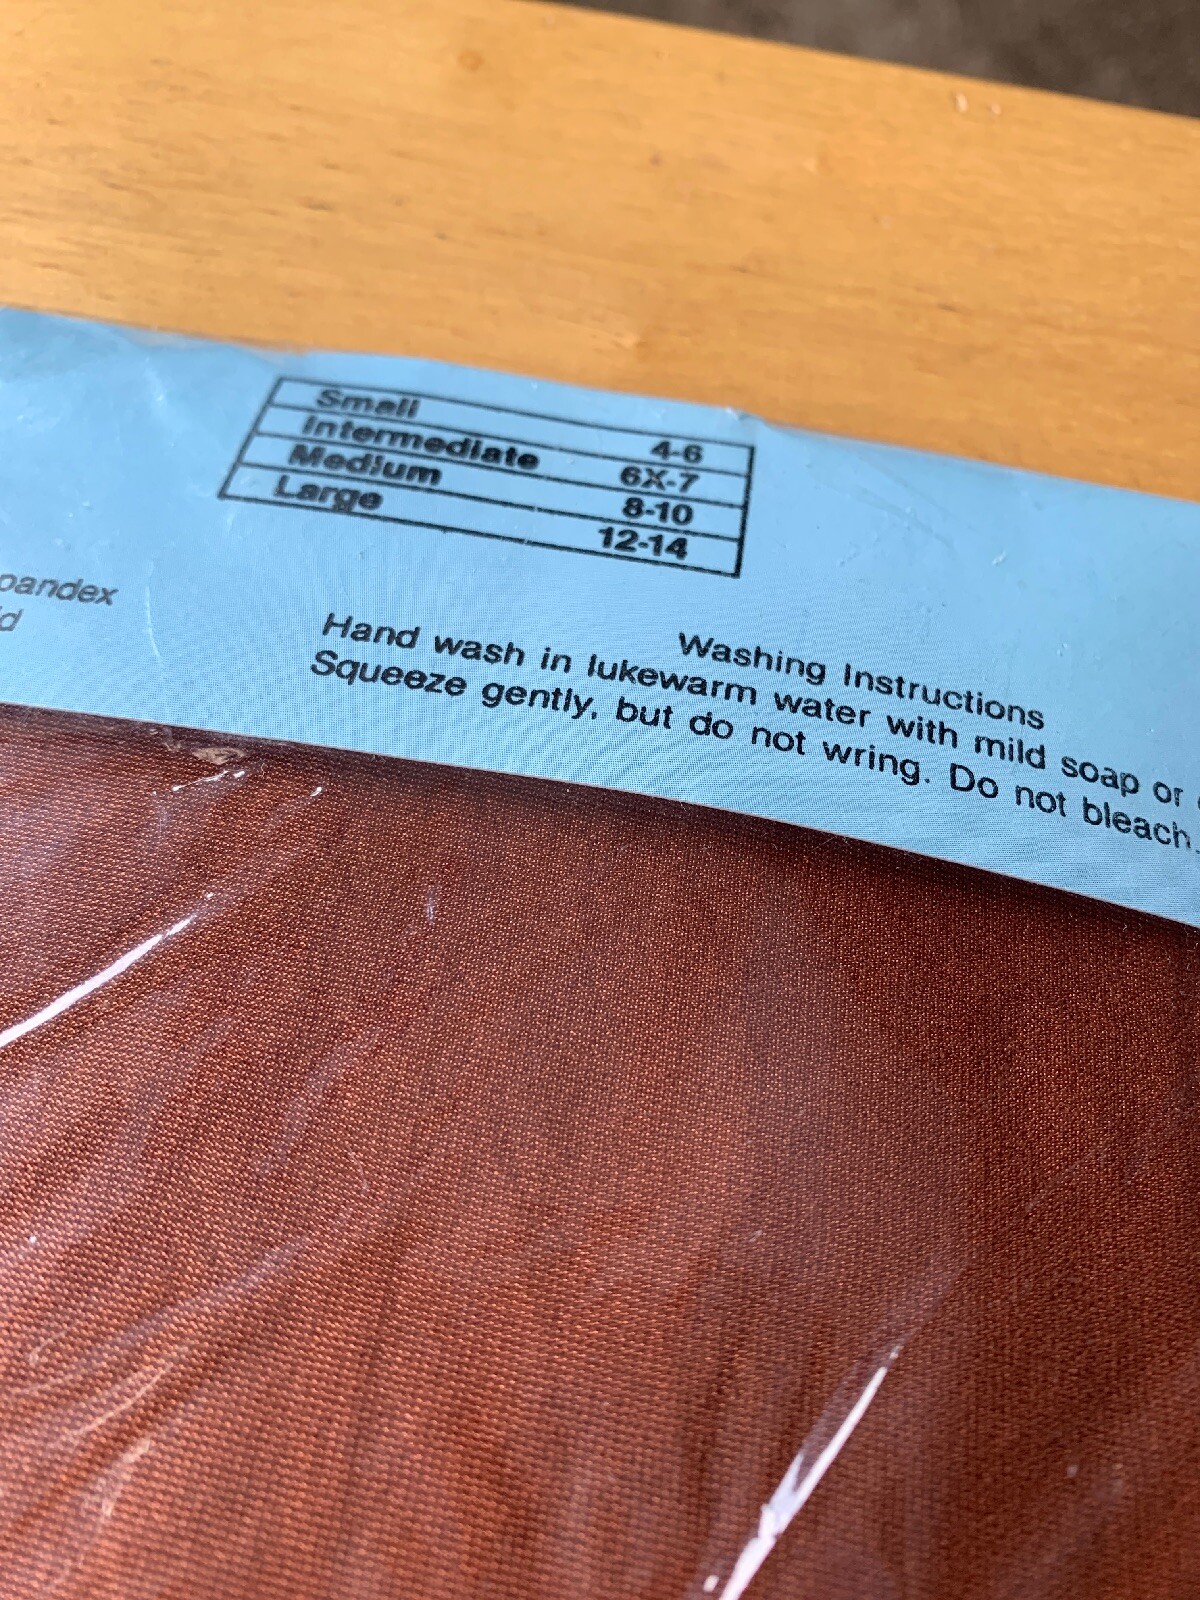 Small 4-6
Intermediate 6X-7
Medium 8-10
Large 12-14
Washing Instructions
Hand wash in lukewarm water with mild soap or
Squeeze gently, but do not wring. Do not bleach.